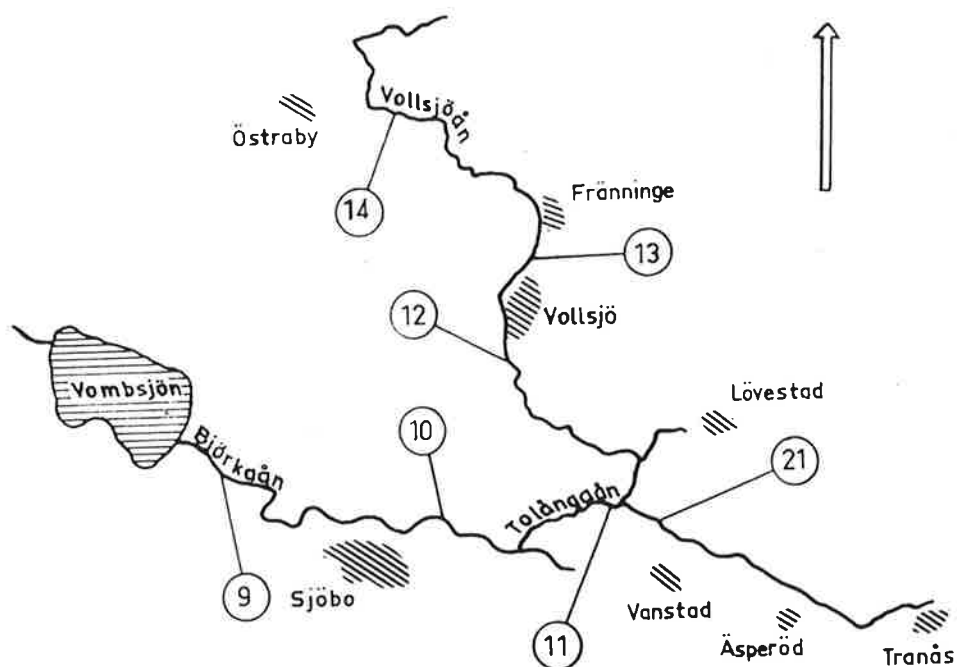 Vollsjöån
Östraby
14
Fränninge
13
12
Vollsjö
Vombsjön
Lövestad
Björkaån
10
21
Tolångaån
9
Sjöbo
11
Vanstad
Äsperöd
Tranås